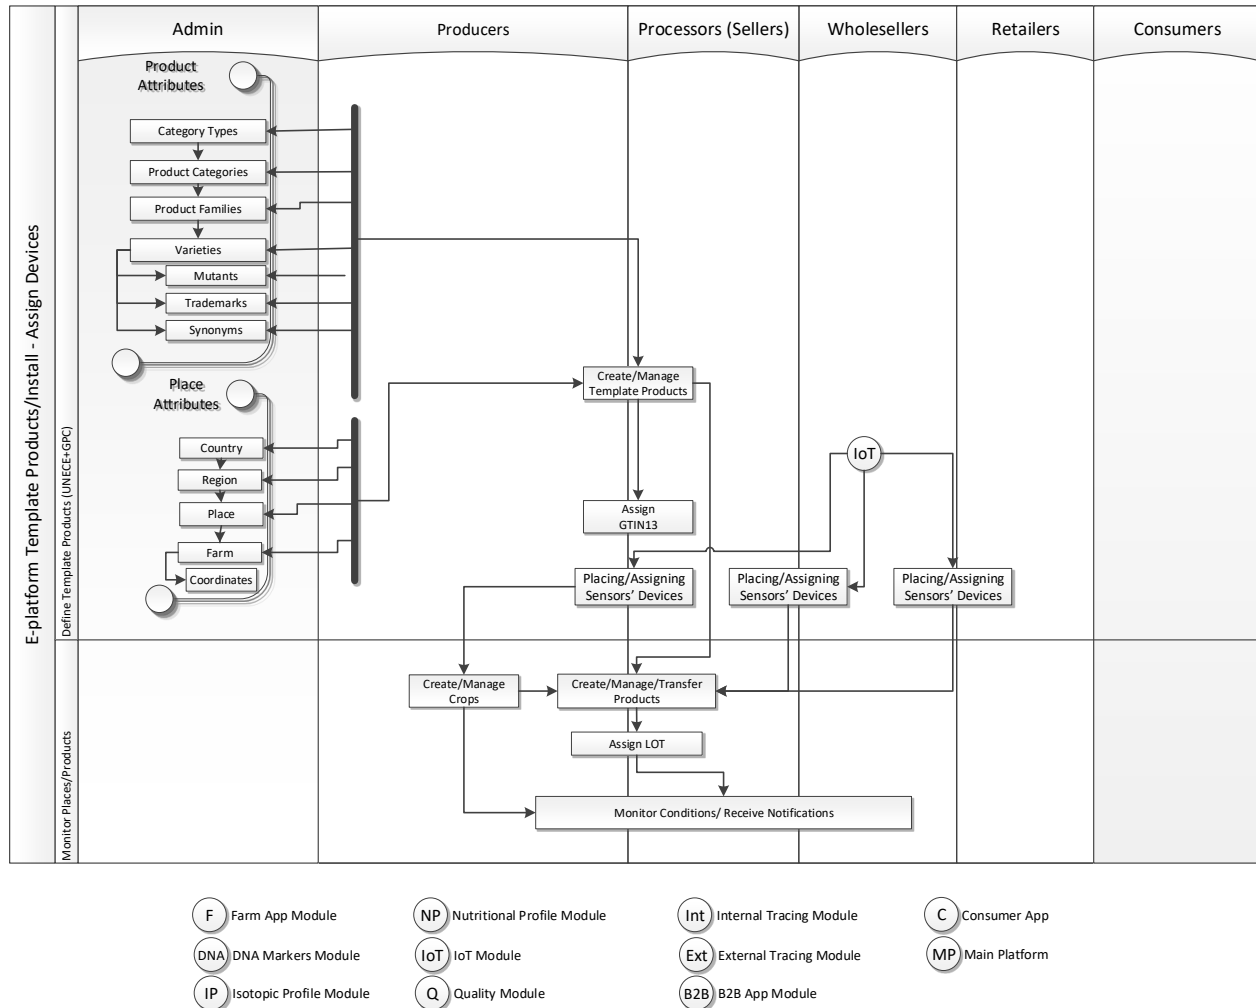 Admin
Producers
Processors (Sellers)
Wholesellers
Retailers
Consumers
E-platform Template Products/Install - Assign Devices
Define Template Products (UNECE+GPC)
Product
Attributes
Category Types
Product Categories
Product Families
Varieties
Mutants
Trademarks
Synonyms
Place
Attributes
Country
Region
Place
Farm
Coordinates
Create/Manage
Template Products
IoT
Assign
GTIN13
Placing/Assigning
Sensors' Devices
Placing/Assigning
Sensors' Devices
Placing/Assigning
Sensors' Devices
Monitor Places/Products
Create/Manage
Crops
Create/Manage/Transfer
Products
Assign LOT
Monitor Conditions/ Receive Notifications
F Farm App Module
NP Nutritional Profile Module
Int Internal Tracing Module
C Consumer App
DNA DNA Markers Module
IoT IoT Module
Ext External Tracing Module
MP Main Platform
IP Isotopic Profile Module
Q Quality Module
B2B B2B App Module